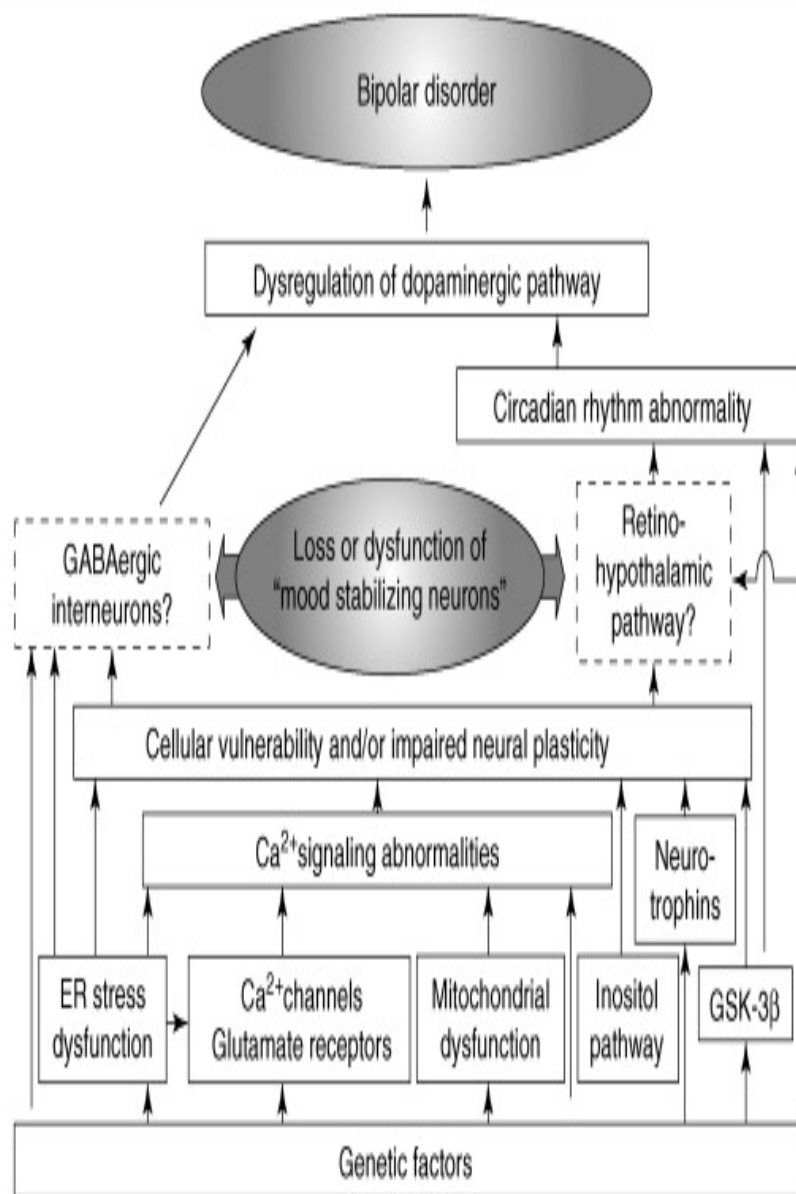 Bipolar disorder
Dysregulation of dopaminergic pathway
Circadian rhythm abnormality
GABAergic
interneurons?
Loss or dysfunction of
“mood stabilizing neurons”
Retino-
hypothalamic
pathway?
Cellular vulnerability and/or impaired neural plasticity
Ca²⁺signaling abnormalities
Neuro-
trophins
ER stress
dysfunction
Ca²⁺channels
Glutamate receptors
Mitochondrial
dysfunction
Inositol
pathway
GSK-3β
Genetic factors